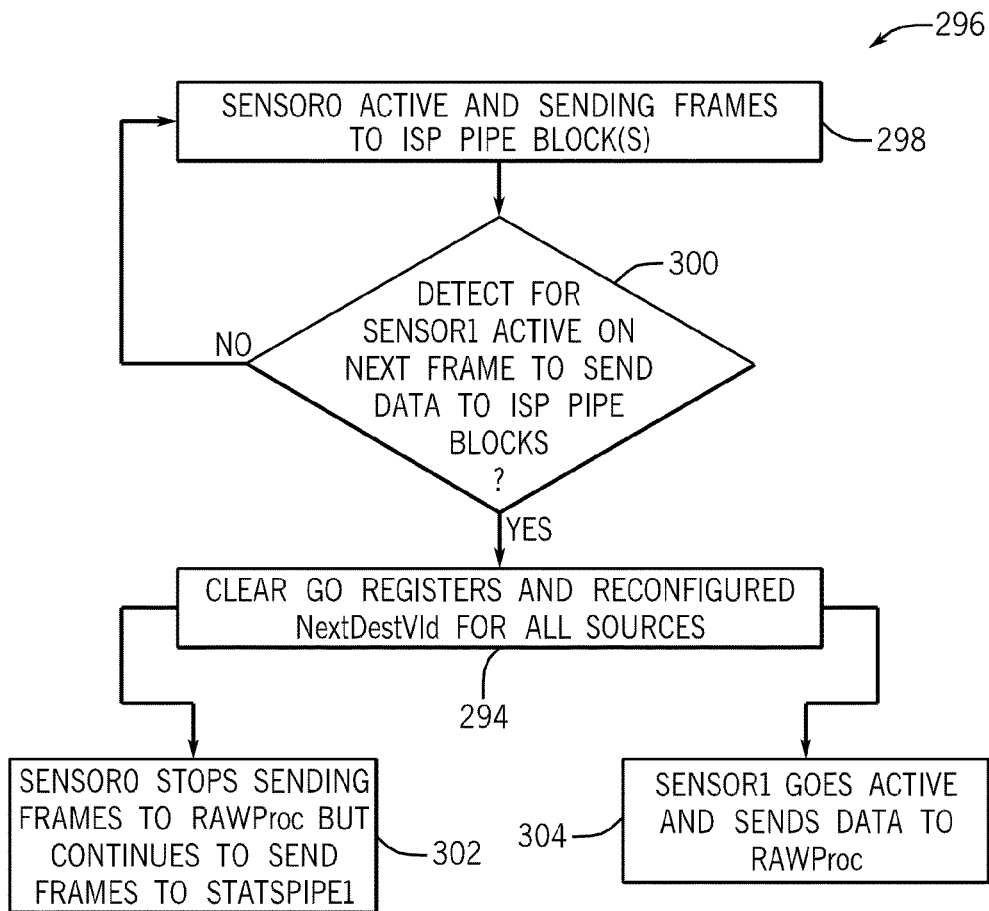 296
SENSOR0 ACTIVE AND SENDING FRAMES
TO ISP PIPE BLOCK(S)
298
300
DETECT FOR
SENSOR1 ACTIVE ON
NEXT FRAME TO SEND
DATA TO ISP PIPE
BLOCKS
?
NO
YES
CLEAR GO REGISTERS AND RECONFIGURED
NextDestVld FOR ALL SOURCES
294
SENSOR0 STOPS SENDING
FRAMES TO RAWProc BUT
CONTINUES TO SEND
FRAMES TO STATSPIPE1
302
304
SENSOR1 GOES ACTIVE
AND SENDS DATA TO
RAWProc